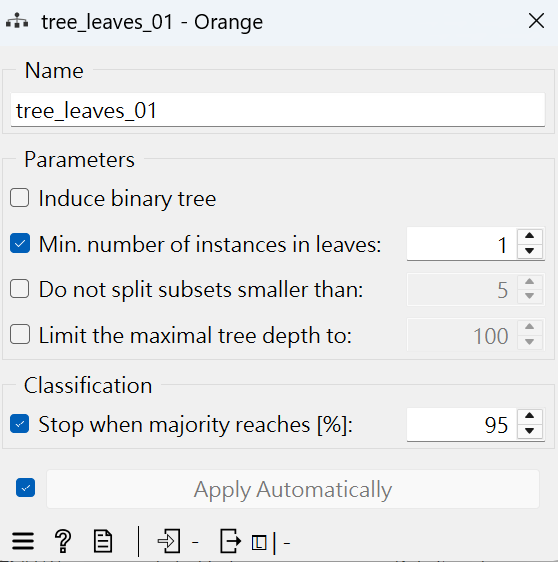 tree_leaves_01 - Orange
Name
tree_leaves_01
Parameters
Induce binary tree
Min. number of instances in leaves: 1
Do not split subsets smaller than: 5
Limit the maximal tree depth to: 100
Classification
Stop when majority reaches [%]: 95
Apply Automatically
? - L | -